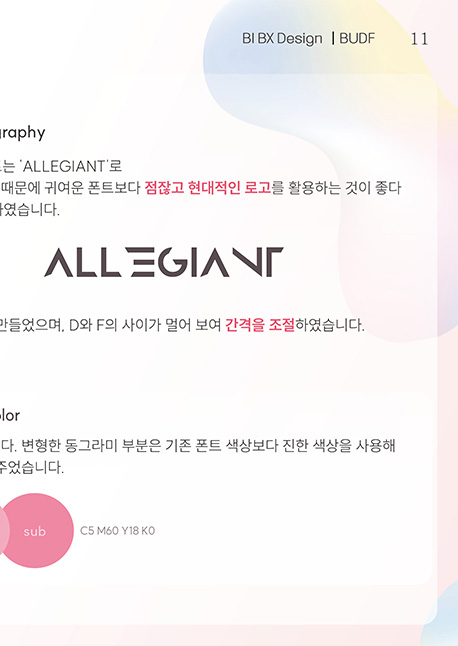 BI BX Design | BUDF 11
graphy
는 'ALLEGIANT'로
때문에 귀여운 폰트보다 점잖고 현대적인 로고를 활용하는 것이 좋다
하였습니다.
ALLEGIANT
만들었으며, D와 F의 사이가 멀어 보여 간격을 조절하였습니다.
olor
다. 변형한 동그라미 부분은 기존 폰트 색상보다 진한 색상을 사용해
주었습니다.
sub C5 M60 Y18 K0